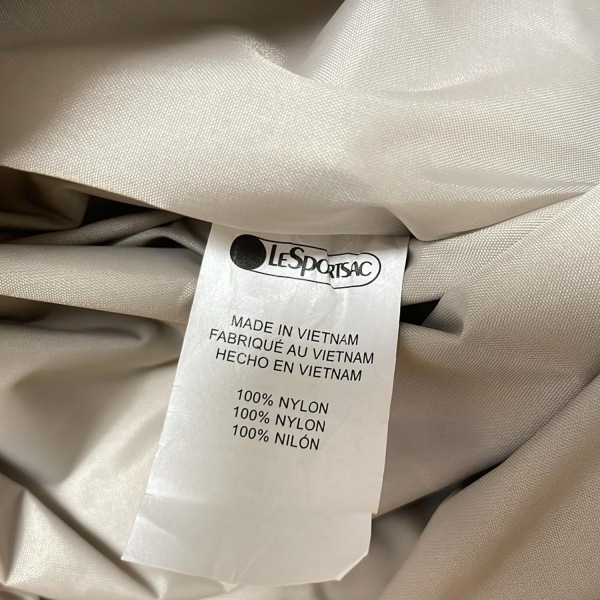 LESPORTSAC
MADE IN VIETNAM
FABRIQUÉ AU VIETNAM
HECHO EN VIETNAM
100% NYLON
100% NYLON
100% NILÓN